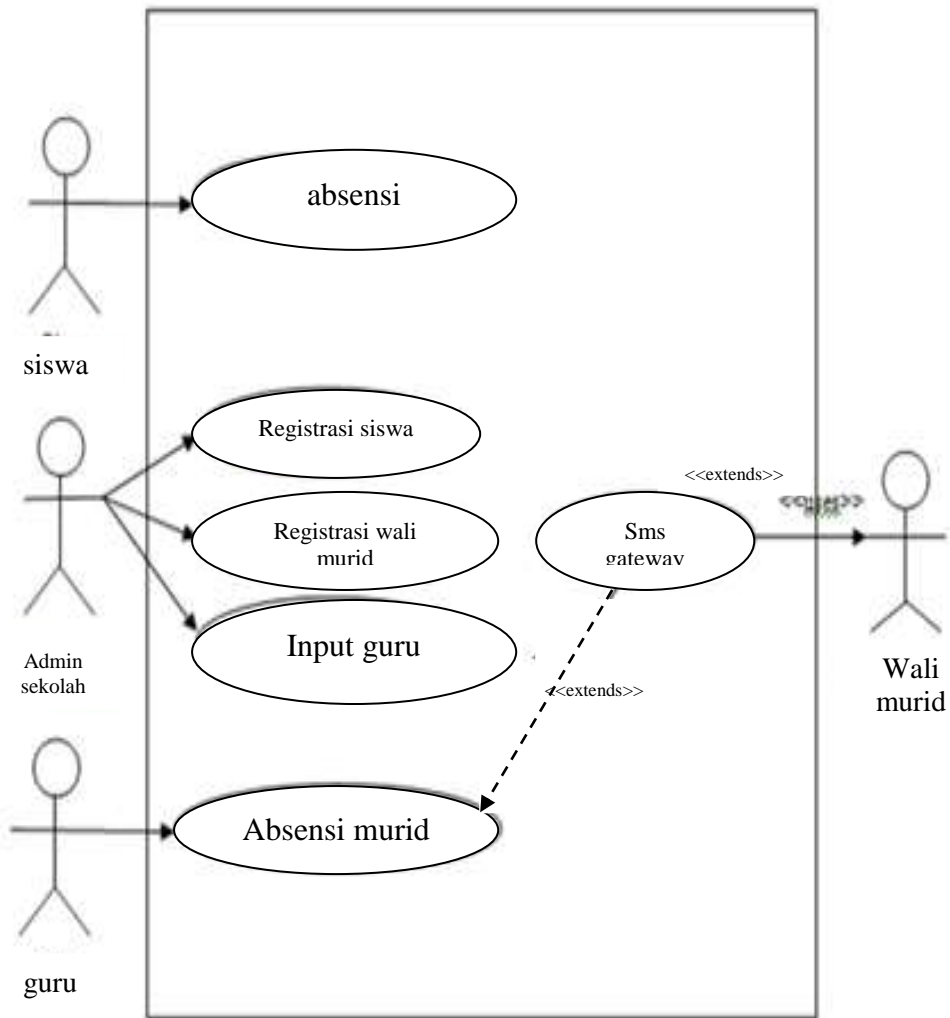 absensi
siswa
Registrasi siswa
<<extends>>
Registrasi wali
murid
Sms
gateway
Input guru
Admin
sekolah
Wali
murid
<<extends>>
Absensi murid
guru